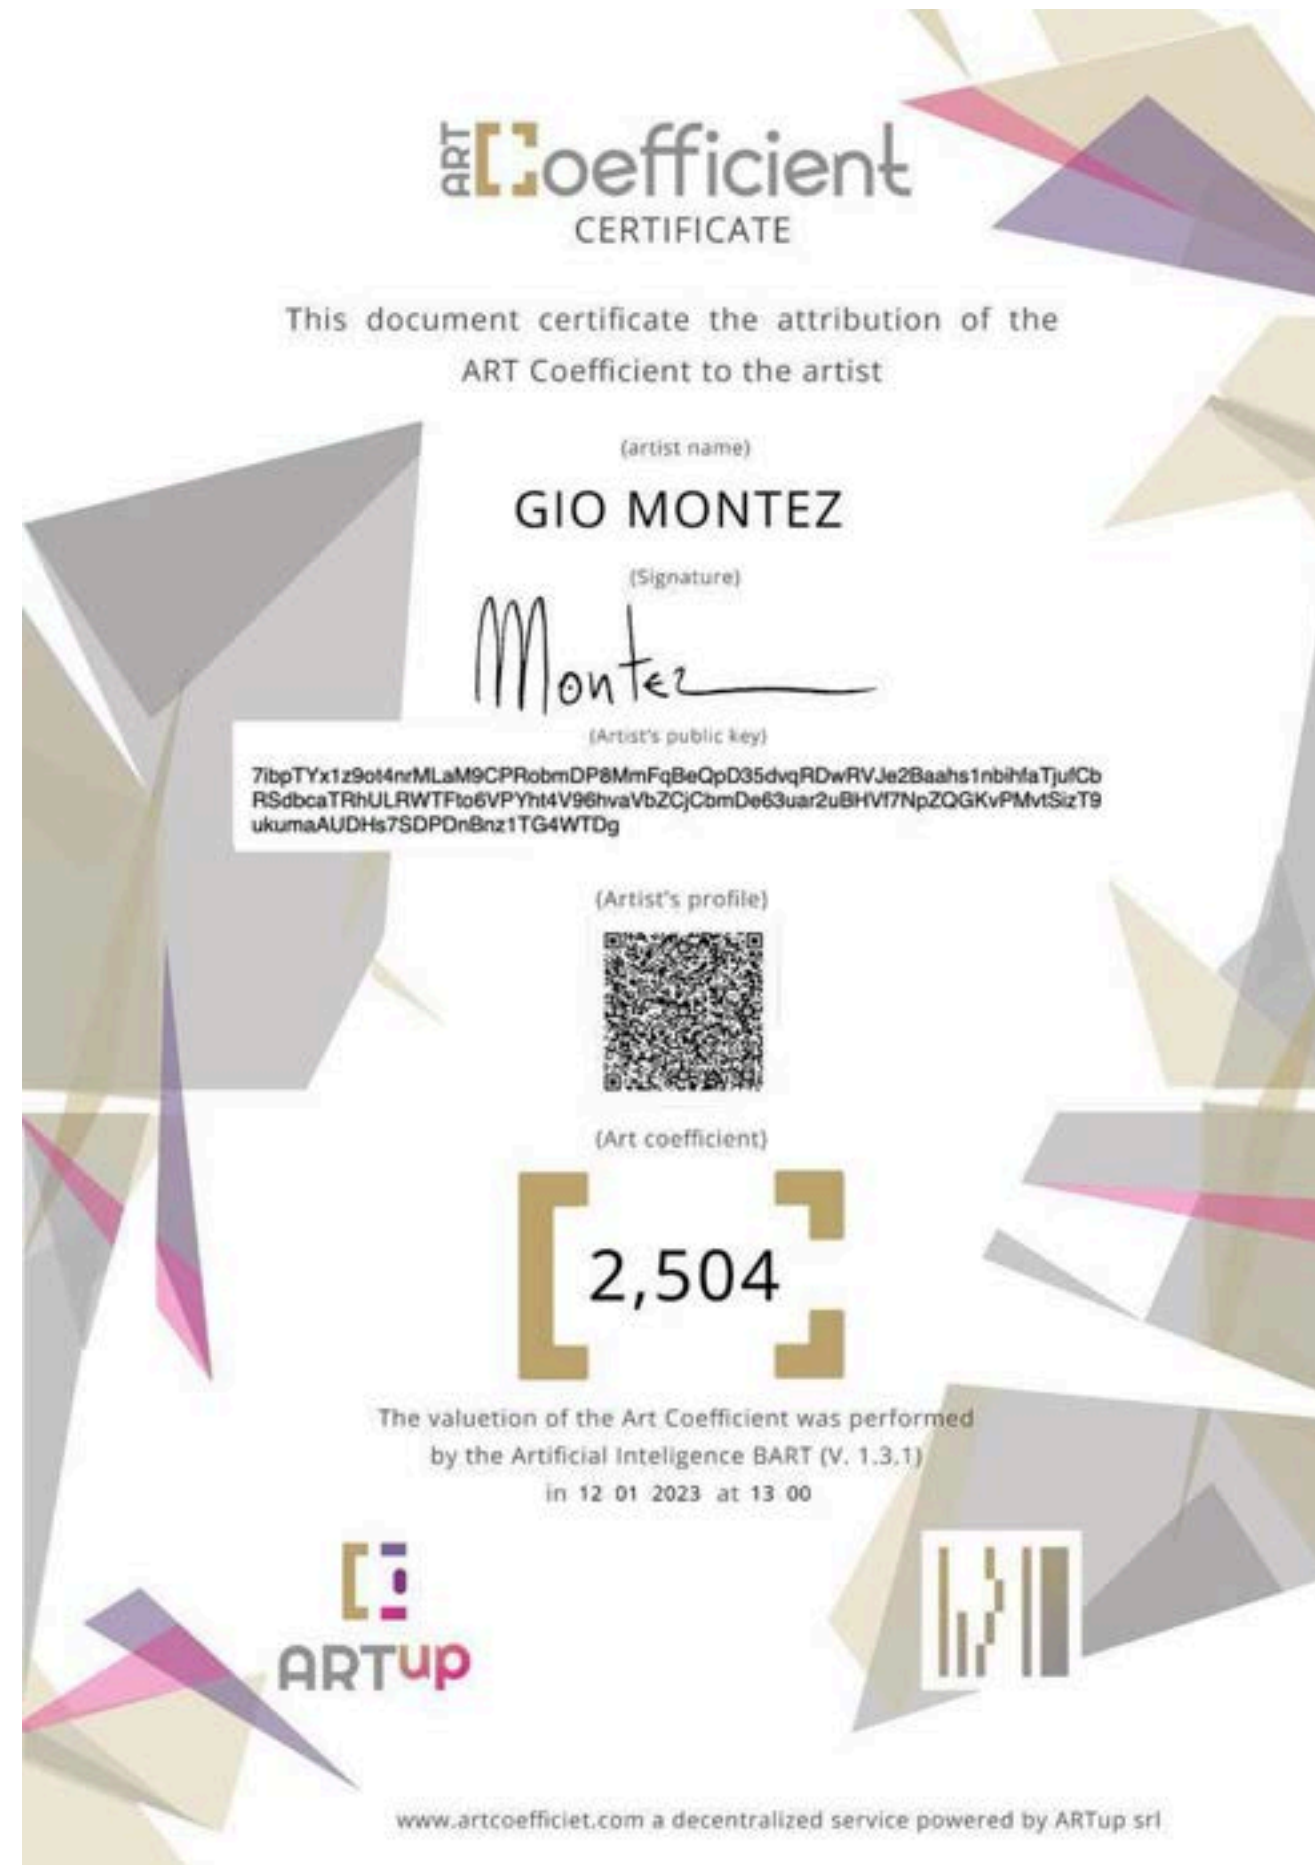 ART Coefficient
CERTIFICATE
This document certificate the attribution of the
ART Coefficient to the artist
(artist name)
GIO MONTEZ
(Signature)
Montez
(Artist's public key)
7ibpTYx1z9ot4nrMLaM9CPRobmDP8MmFqBeQpD35dvqRDwRVJe2Baahs1nbihfaTjufCb
RSdbcaTRhULRWTFto6VPYht4V96hvaVbZCjCbmDe63uar2uBHVf7NpZQGKvPMvtSizT9
ukumaAUDHs7SDPDnBnz1TG4WTDg
(Artist's profile)
(Art coefficient)
2,504
The valuetion of the Art Coefficient was performed
by the Artificial Inteligence BART (V. 1.3.1)
in 12 01 2023 at 13 00
ARTup
www.artcoefficiet.com a decentralized service powered by ARTup srl